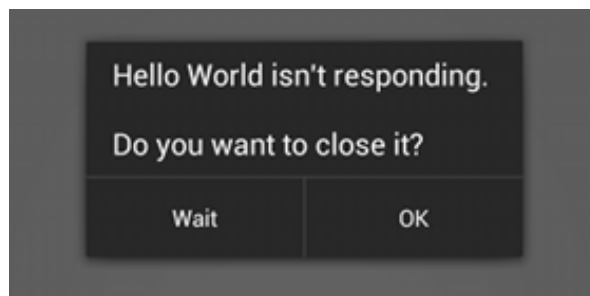 Hello World isn't responding.
Do you want to close it?
Wait
OK